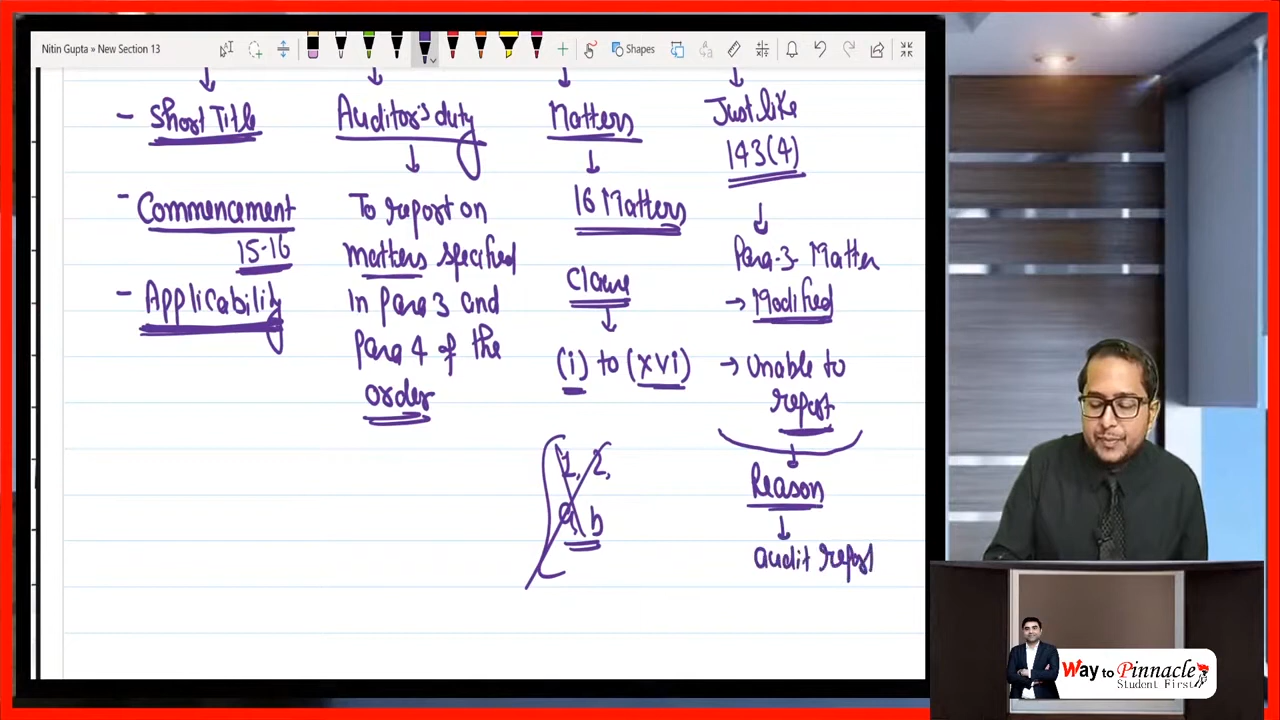 Nitin Gupta » New Section 13
Shapes
- Short Title
- Commencement
15-16
- Applicability
Auditor's duty
To report on
matters specified
In para 3 and
para 4 of the
order
Matters
16 Matters
Clause
(i) to (xvi)
1, 2,
a, b
Just like
143(4)
Para-3- Matter
→ Modified
→ Unable to
report
Reason
audit report
Way to Pinnacle
Student First